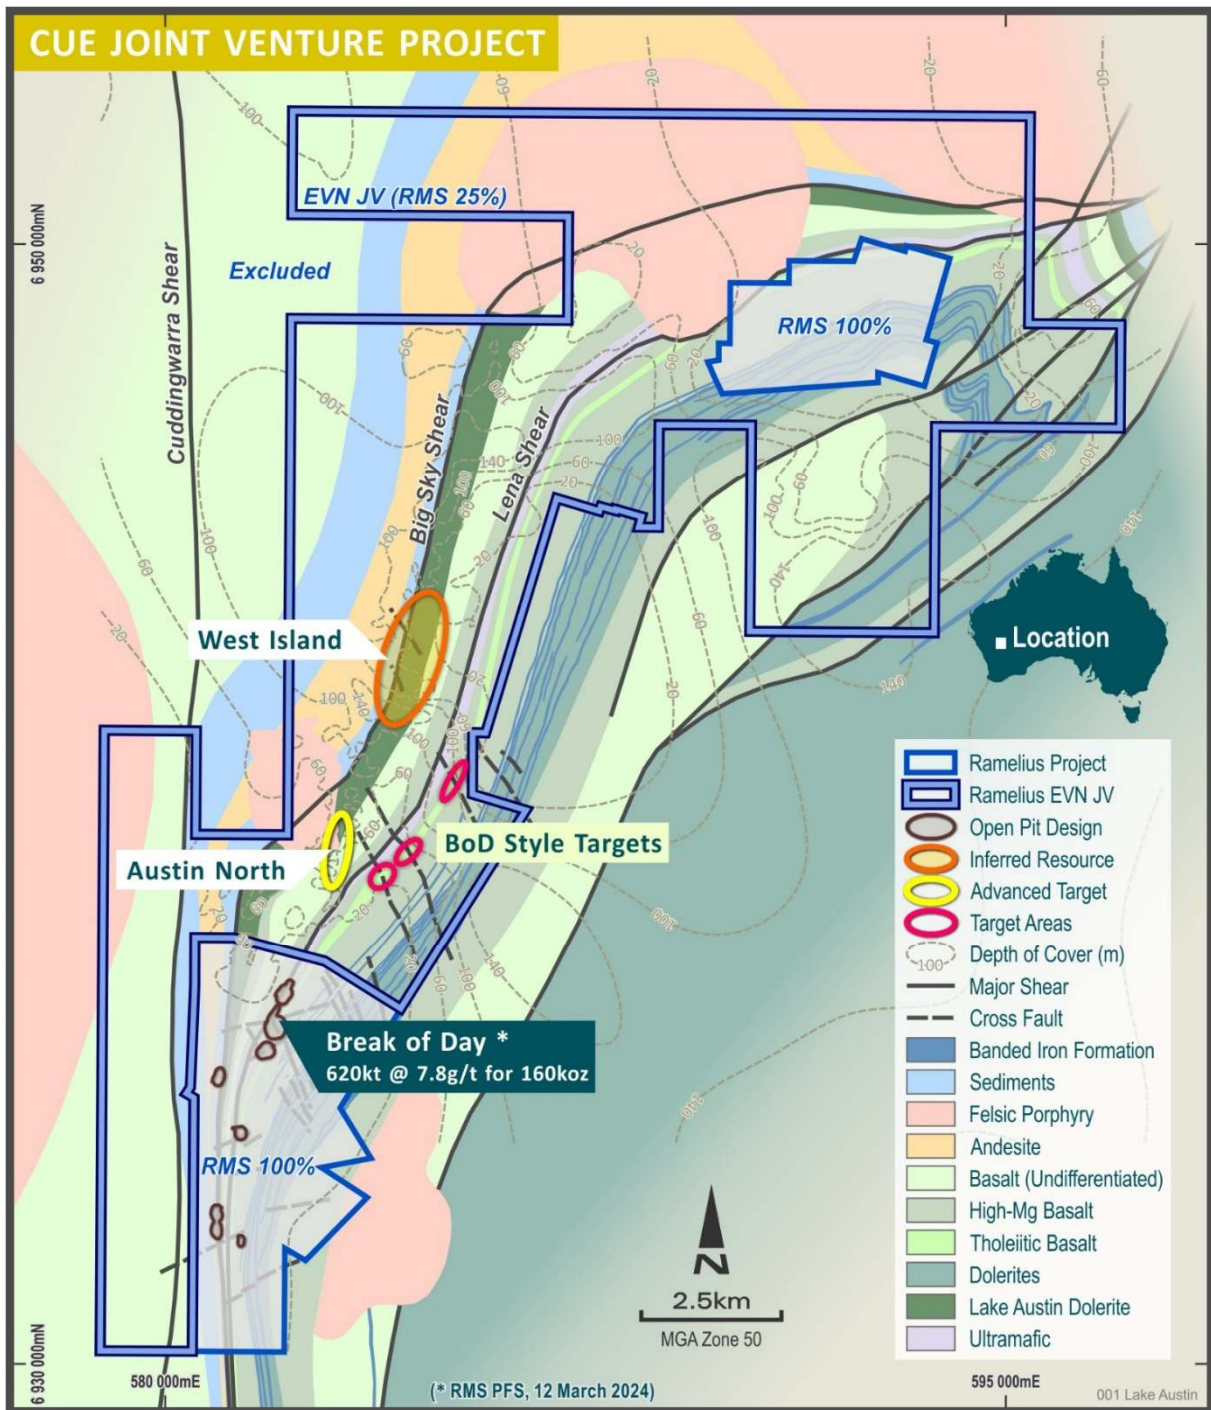 CUE JOINT VENTURE PROJECT
EVN JV (RMS 25%)
Excluded
6 950 000mN
Cuddingwarra Shear
Big Sky Shear
Lena Shear
RMS 100%
West Island
Location
Austin North
BoD Style Targets
Break of Day *
620kt @ 7.8g/t for 160koz
RMS 100%
Ramelius Project
Ramelius EVN JV
Open Pit Design
Inferred Resource
Advanced Target
Target Areas
100 Depth of Cover (m)
Major Shear
Cross Fault
Banded Iron Formation
Sediments
Felsic Porphyry
Andesite
Basalt (Undifferentiated)
High-Mg Basalt
Tholeiitic Basalt
Dolerites
Lake Austin Dolerite
Ultramafic
N
2.5km
MGA Zone 50
6 930 000mN
580 000mE
595 000mE
(* RMS PFS, 12 March 2024)
001 Lake Austin